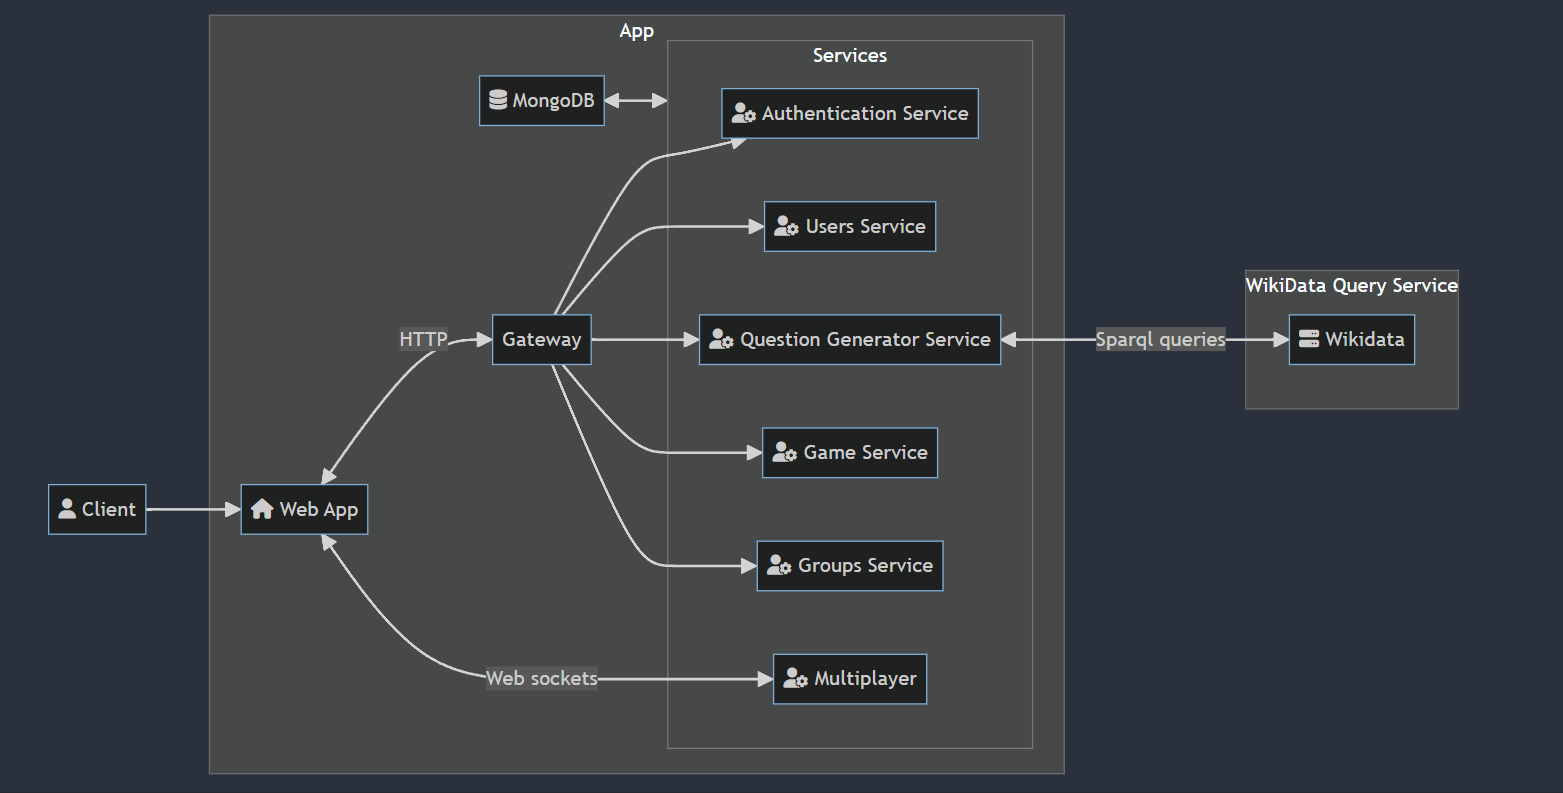 App
Services
MongoDB
Authentication Service
Users Service
WikiData Query Service
HTTP
Gateway
Question Generator Service
Sparql queries
Wikidata
Game Service
Client
Web App
Groups Service
Web sockets
Multiplayer